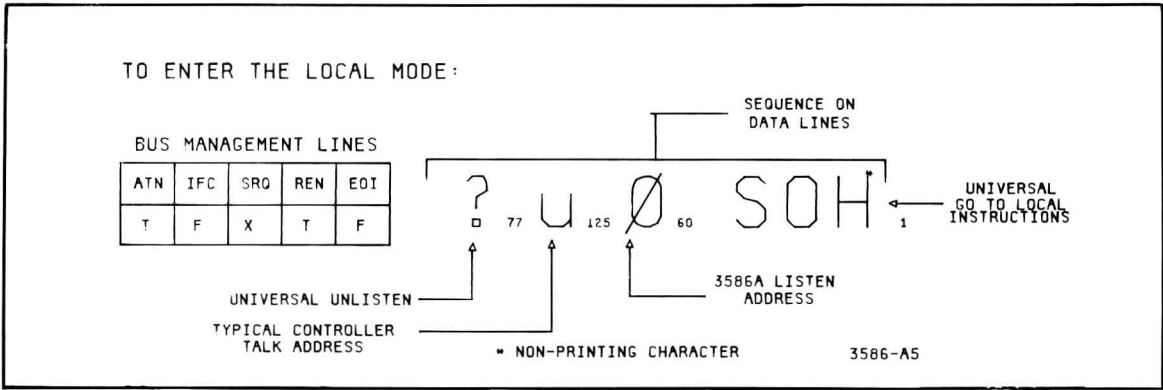 TO ENTER THE LOCAL MODE:
SEQUENCE ON
DATA LINES
BUS MANAGEMENT LINES
ATN IFC SRQ REN EOI
T F X T F
? 77 u 125 Ø 60 SOH* 1
UNIVERSAL
GO TO LOCAL
INSTRUCTIONS
UNIVERSAL UNLISTEN
3586A LISTEN
ADDRESS
TYPICAL CONTROLLER
TALK ADDRESS
* NON-PRINTING CHARACTER
3586-A5